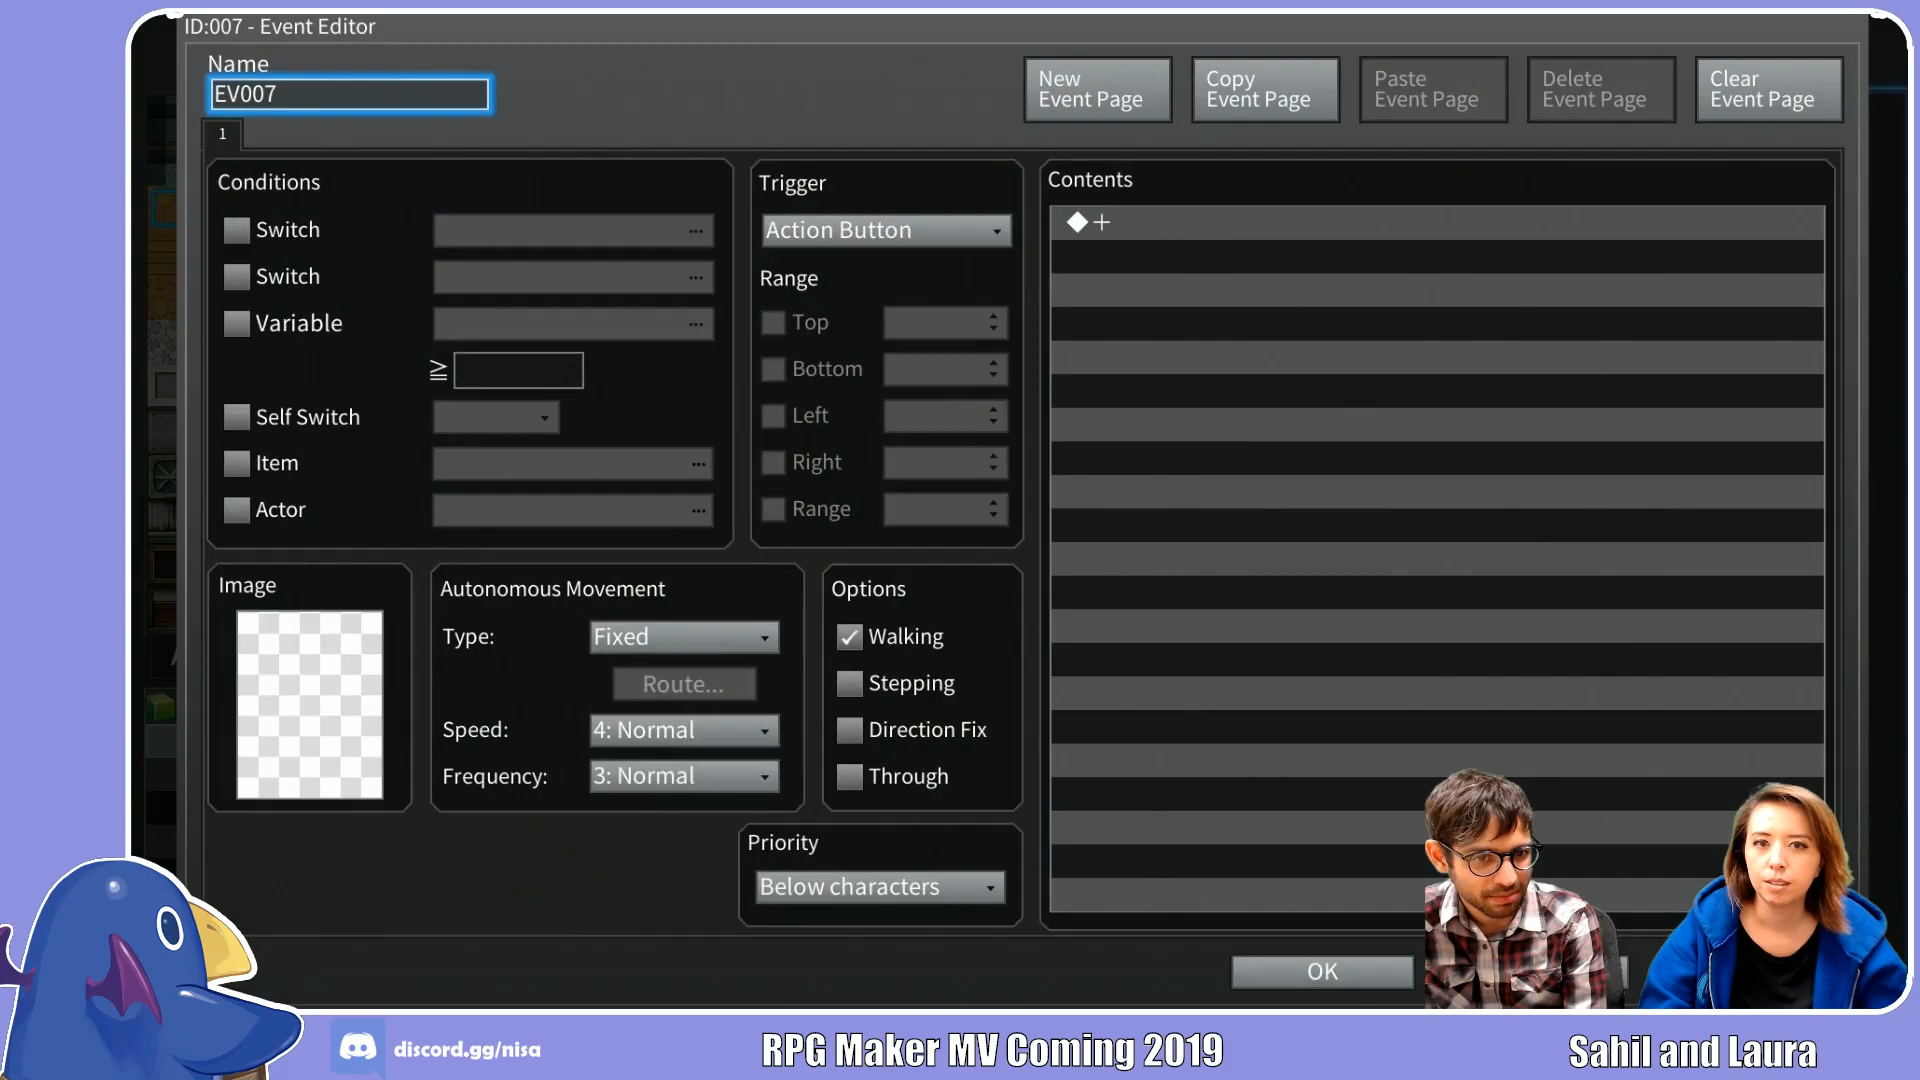 ID:007 - Event Editor
Name
EV007
New
Event Page
Copy
Event Page
Paste
Event Page
Delete
Event Page
Clear
Event Page
1
Conditions
Switch ...
Switch ...
Variable ...
≧
Self Switch
Item ...
Actor ...
Trigger
Action Button
Range
Top
Bottom
Left
Right
Range
Contents
◆+
Image
Autonomous Movement
Type: Fixed
Route...
Speed: 4: Normal
Frequency: 3: Normal
Options
Walking
Stepping
Direction Fix
Through
Priority
Below characters
OK
discord.gg/nisa
RPG Maker MV Coming 2019
Sahil and Laura